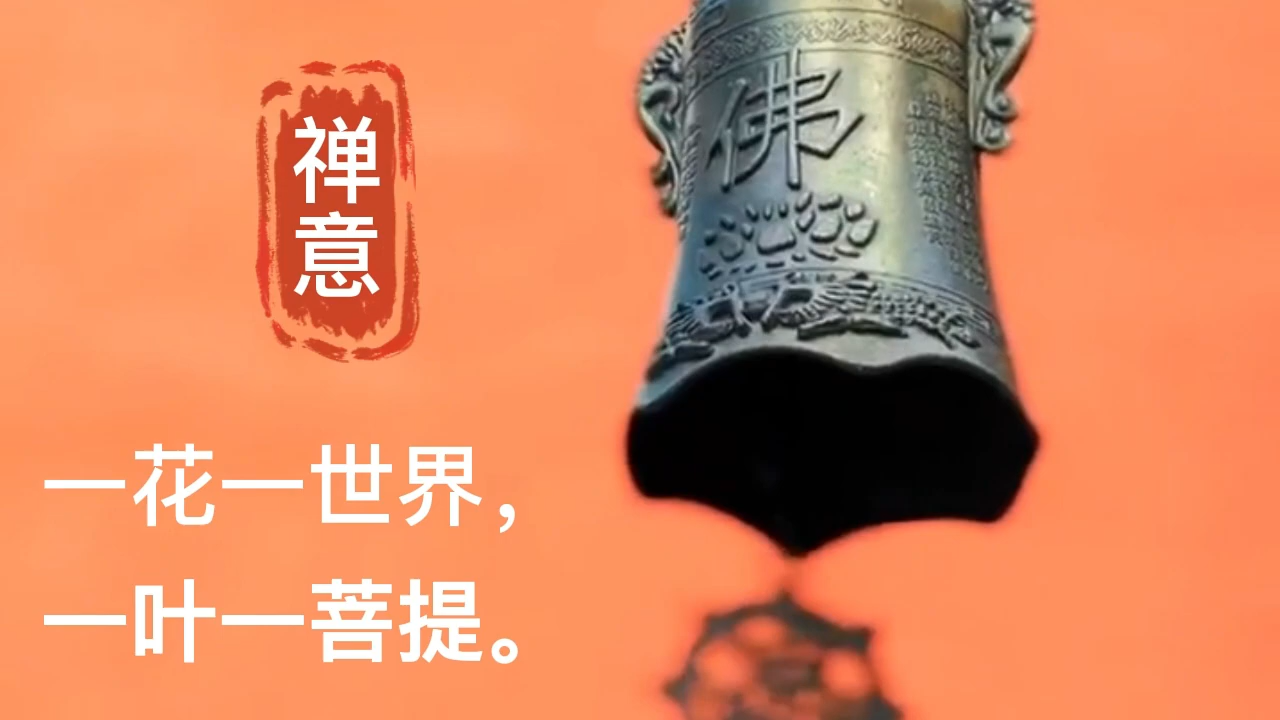 禅意
佛
一花一世界，
一叶一菩提。